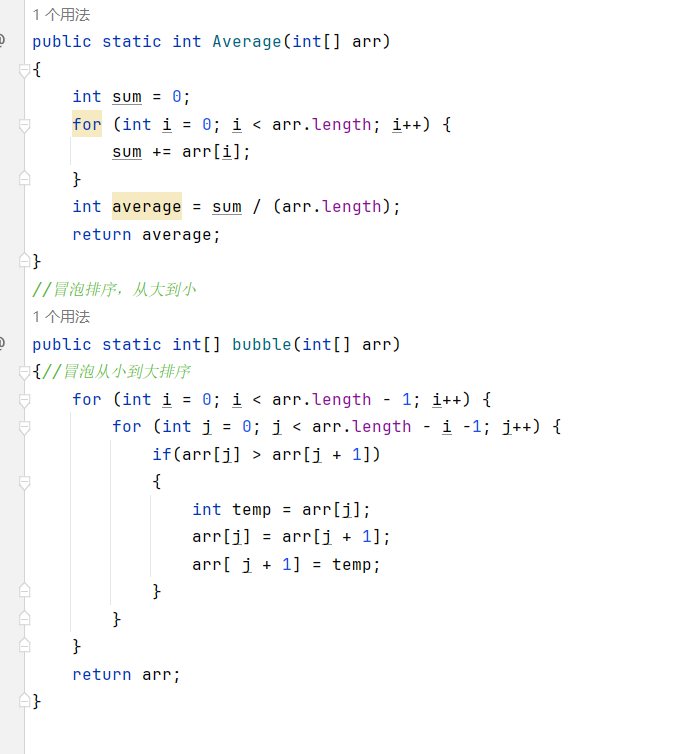 1 个用法
public static int Average(int[] arr)
{
int sum = 0;
for (int i = 0; i < arr.length; i++) {
sum += arr[i];
}
int average = sum / (arr.length);
return average;
}
//冒泡排序，从大到小
1 个用法
public static int[] bubble(int[] arr)
{//冒泡从小到大排序
for (int i = 0; i < arr.length - 1; i++) {
for (int j = 0; j < arr.length - i -1; j++) {
if(arr[j] > arr[j + 1])
{
int temp = arr[j];
arr[j] = arr[j + 1];
arr[ j + 1] = temp;
}
}
}
return arr;
}